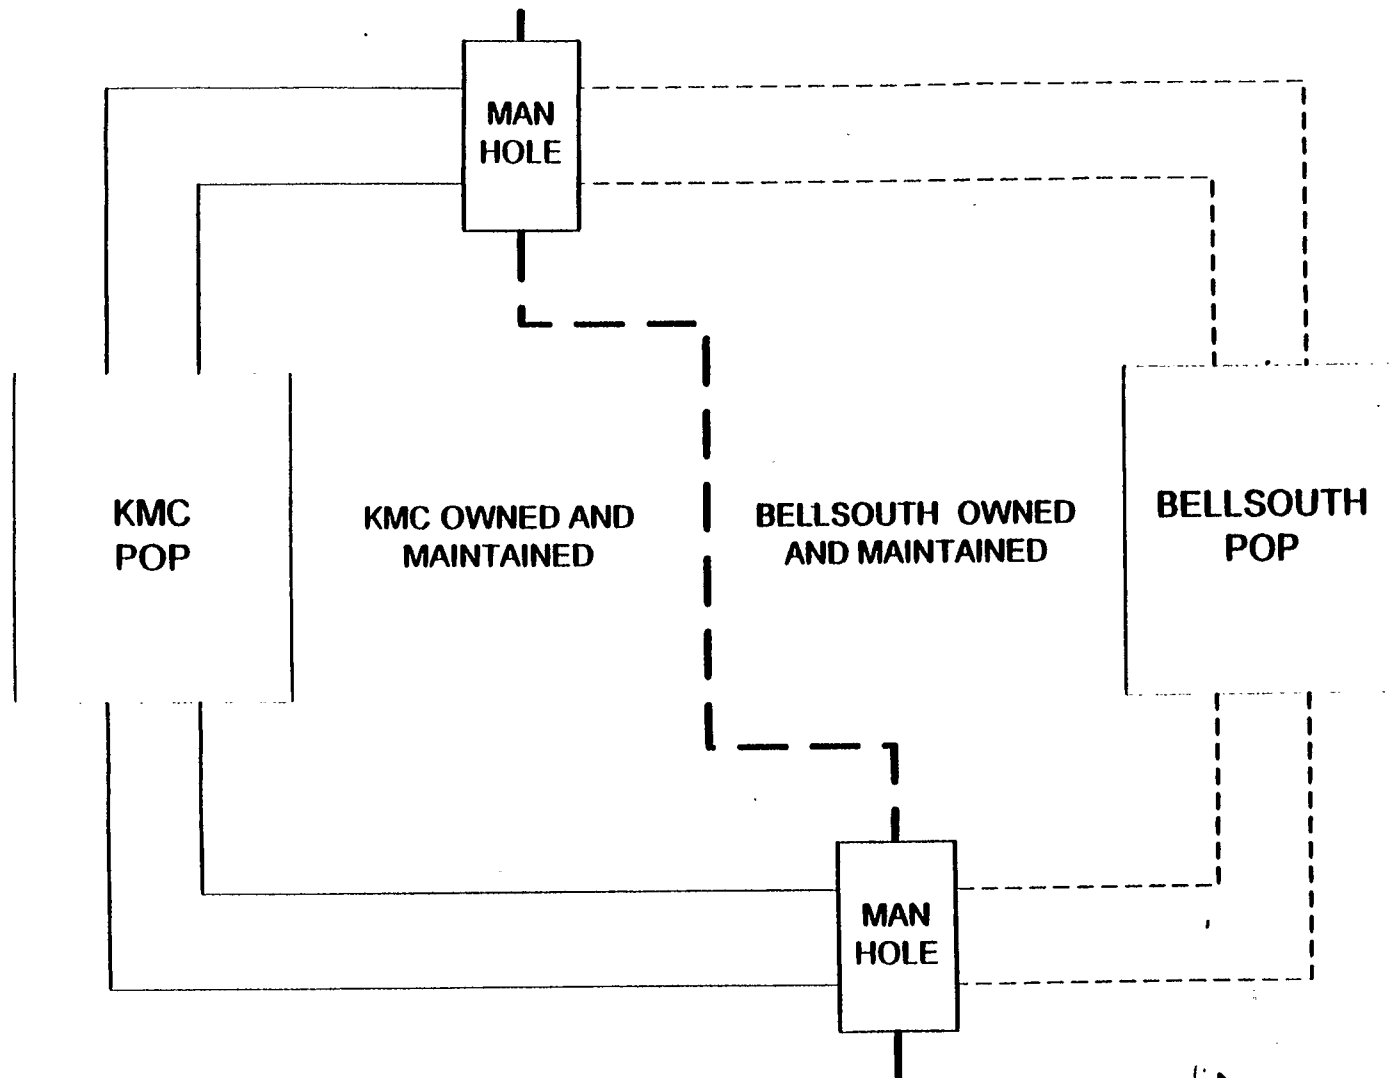 MAN
HOLE
KMC
POP
KMC OWNED AND
MAINTAINED
BELLSOUTH OWNED
AND MAINTAINED
BELLSOUTH
POP
MAN
HOLE